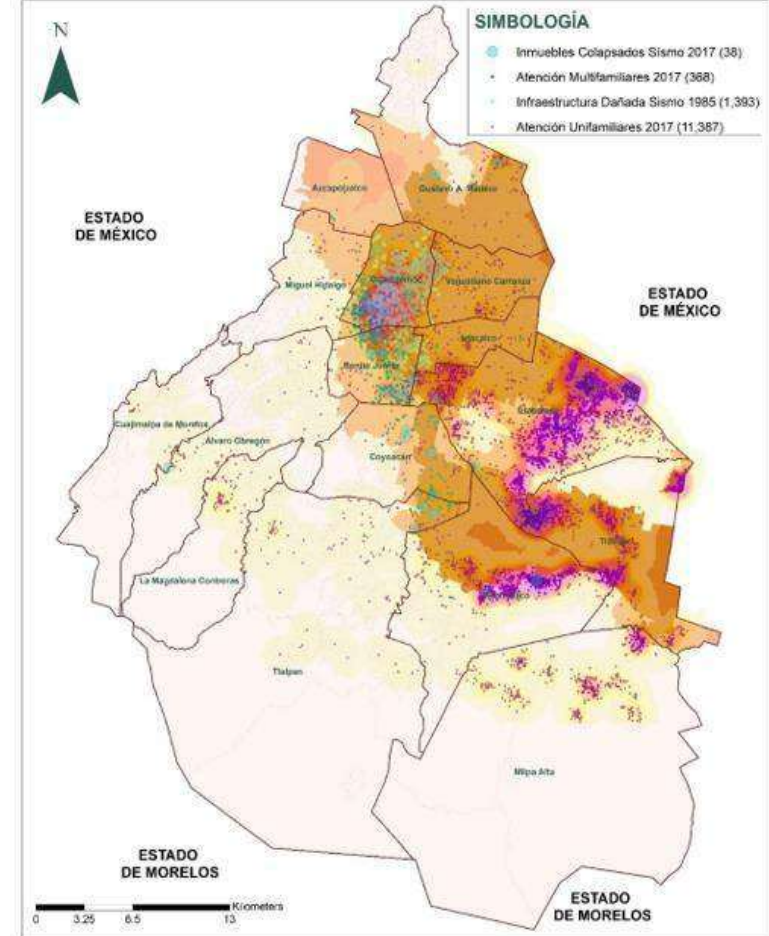 N
SIMBOLOGÍA
Inmuebles Colapsados Sismo 2017 (38)
Atención Multifamiliares 2017 (368)
Infraestructura Dañada Sismo 1985 (1,393)
Atención Unifamiliares 2017 (11,387)
ESTADO
DE MÉXICO
Azcapotzalco
Gustavo A. Madero
Miguel Hidalgo
Venustiano Carranza
ESTADO
DE MÉXICO
Iztacalco
Benito Juárez
Cuajimalpa de Morelos
Alvaro Obregón
Coyoacán
La Magdalena Contreras
Tlalpan
Milpa Alta
ESTADO
DE MORELOS
ESTADO
DE MORELOS
Kilometers
0 3.25 6.5 13